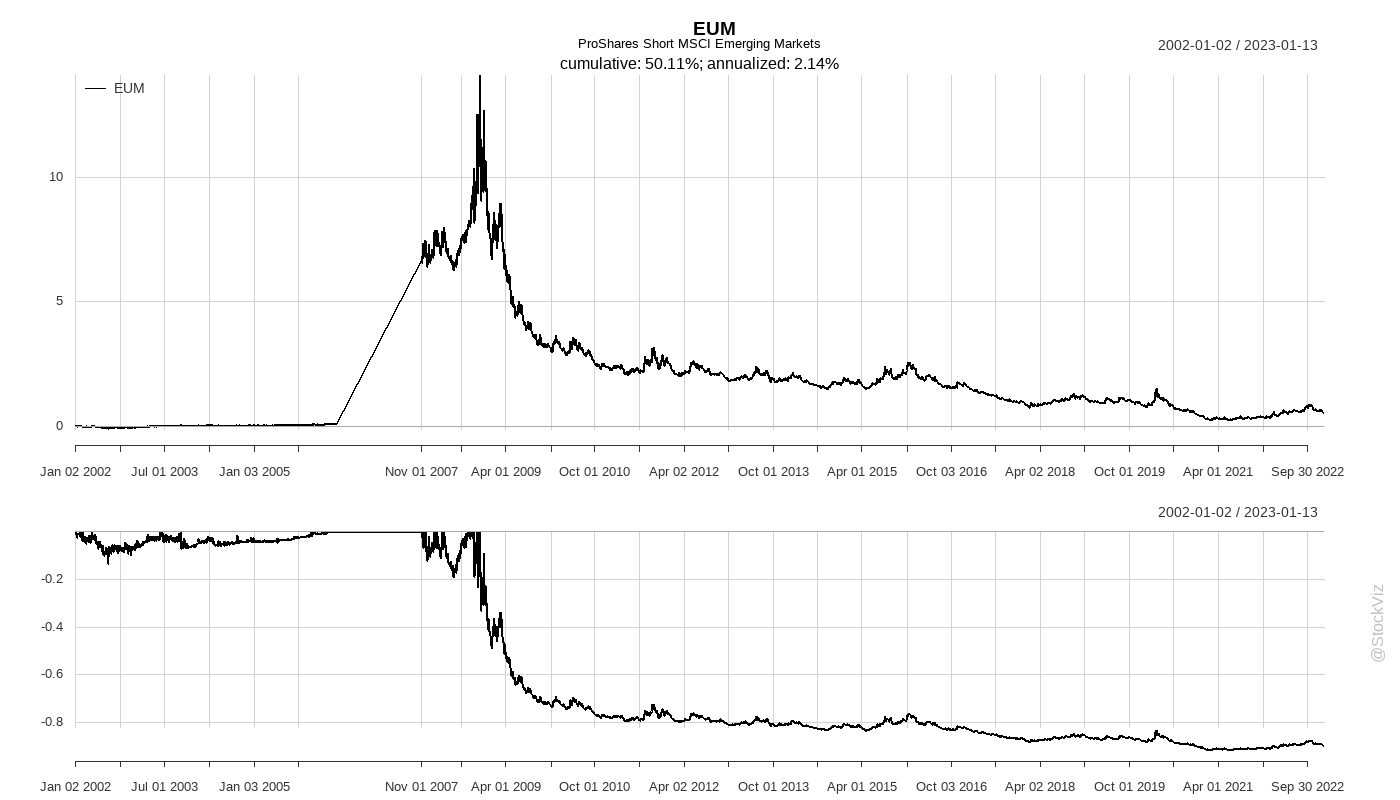 EUM
ProShares Short MSCI Emerging Markets
cumulative: 50.11%; annualized: 2.14%
2002-01-02 / 2023-01-13
EUM
10
5
0
Jan 02 2002 Jul 01 2003 Jan 03 2005 Nov 01 2007 Apr 01 2009 Oct 01 2010 Apr 02 2012 Oct 01 2013 Apr 01 2015 Oct 03 2016 Apr 02 2018 Oct 01 2019 Apr 01 2021 Sep 30 2022
2002-01-02 / 2023-01-13
-0.2
-0.4
-0.6
-0.8
Jan 02 2002 Jul 01 2003 Jan 03 2005 Nov 01 2007 Apr 01 2009 Oct 01 2010 Apr 02 2012 Oct 01 2013 Apr 01 2015 Oct 03 2016 Apr 02 2018 Oct 01 2019 Apr 01 2021 Sep 30 2022
@StockViz